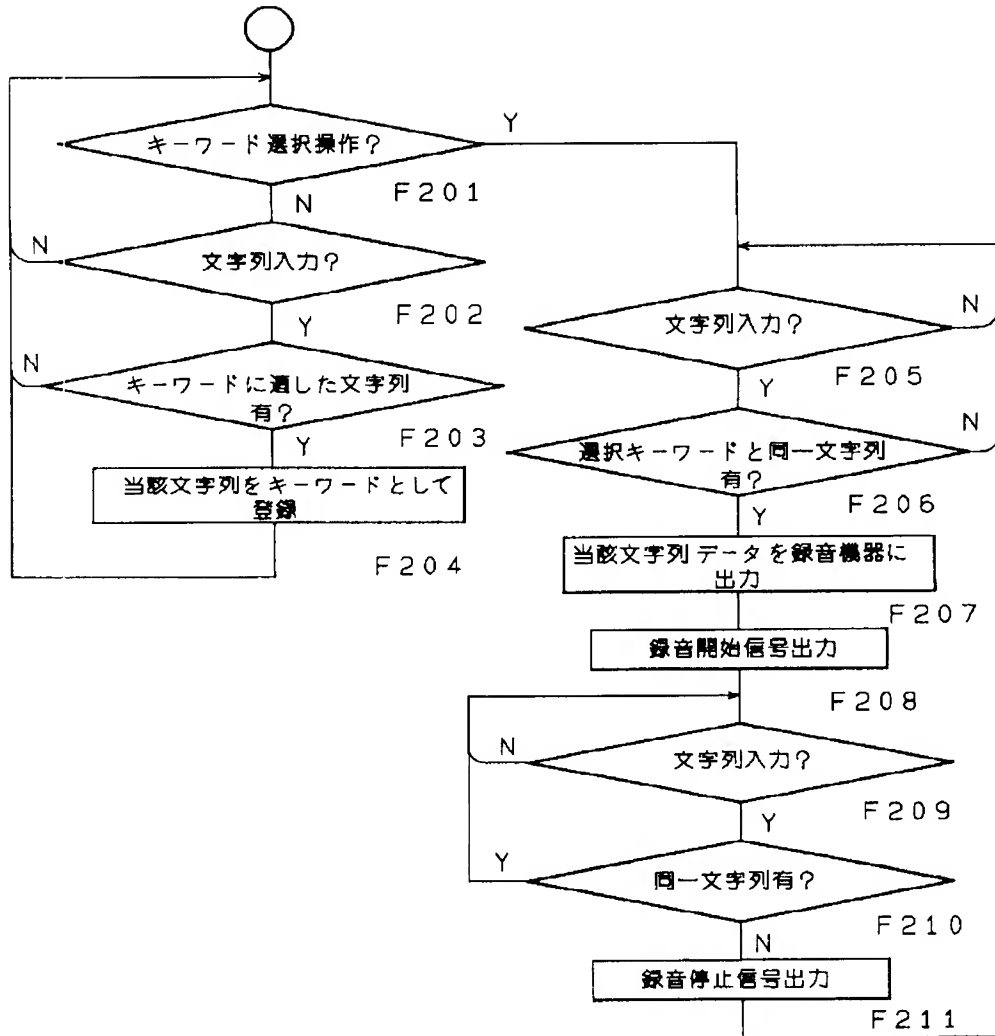 キーワード選択操作?
Y
F201
N
N
文字列入力?
F202
Y
N
キーワードに適した文字列
有?
F203
Y
当該文字列をキーワードとして
登録
F204
文字列入力?
N
F205
Y
N
選択キーワードと同一文字列
有?
F206
Y
当該文字列データを録音機器に
出力
F207
録音開始信号出力
F208
N
文字列入力?
F209
Y
Y
同一文字列有?
F210
N
録音停止信号出力
F211